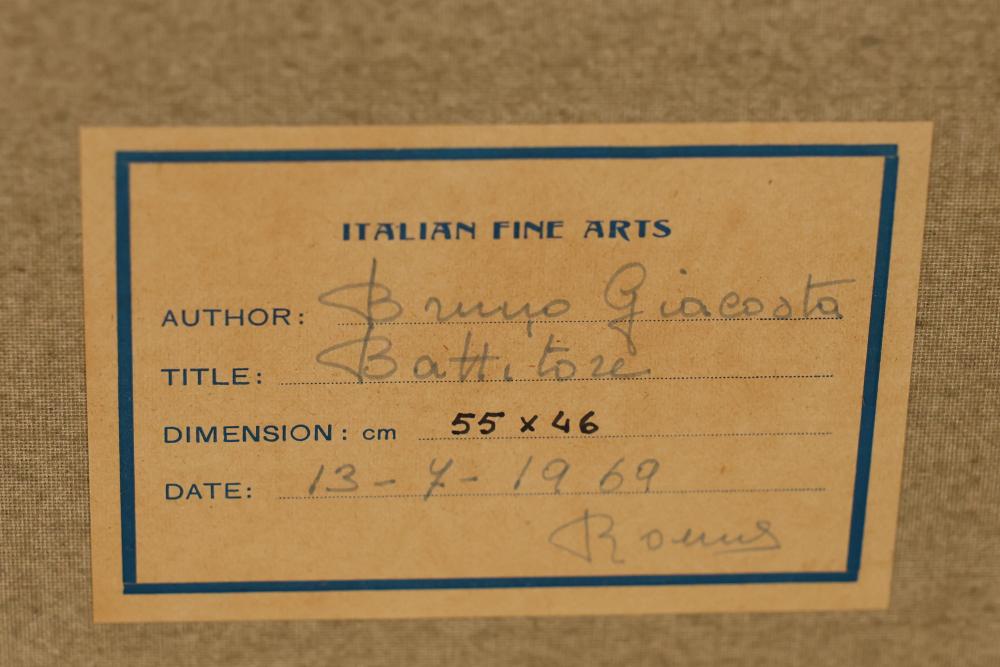 ITALIAN FINE ARTS
AUTHOR: Bruno Giacosta
TITLE: Battitore
DIMENSION: cm 55 x 46
DATE: 13-7-1969
Roma